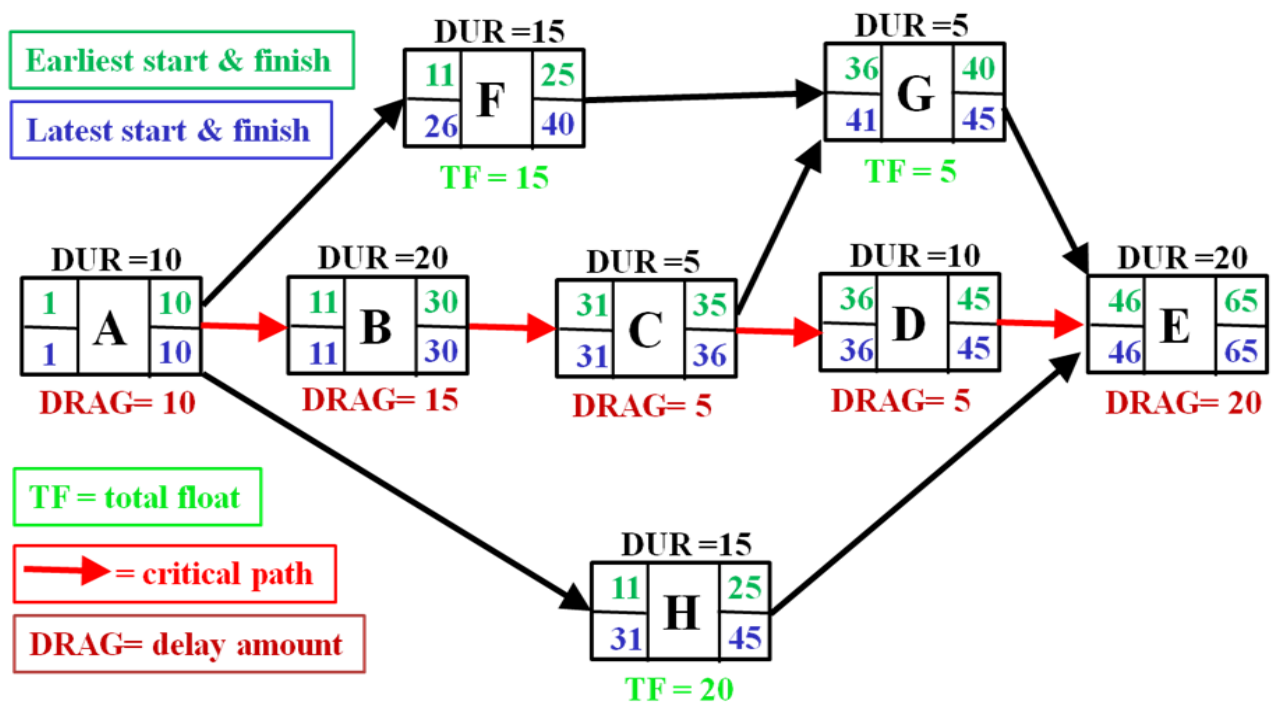 Earliest start & finish
Latest start & finish
DUR =15
11 F 25
26 40
TF = 15
DUR =5
36 G 40
41 45
TF = 5
DUR =10
1 A 10
1 10
DRAG= 10
DUR =20
11 B 30
11 30
DRAG= 15
DUR =5
31 C 35
31 36
DRAG= 5
DUR =10
36 D 45
36 45
DRAG= 5
DUR =20
46 E 65
46 65
DRAG= 20
TF = total float
= critical path
DRAG= delay amount
DUR =15
11 H 25
31 45
TF = 20